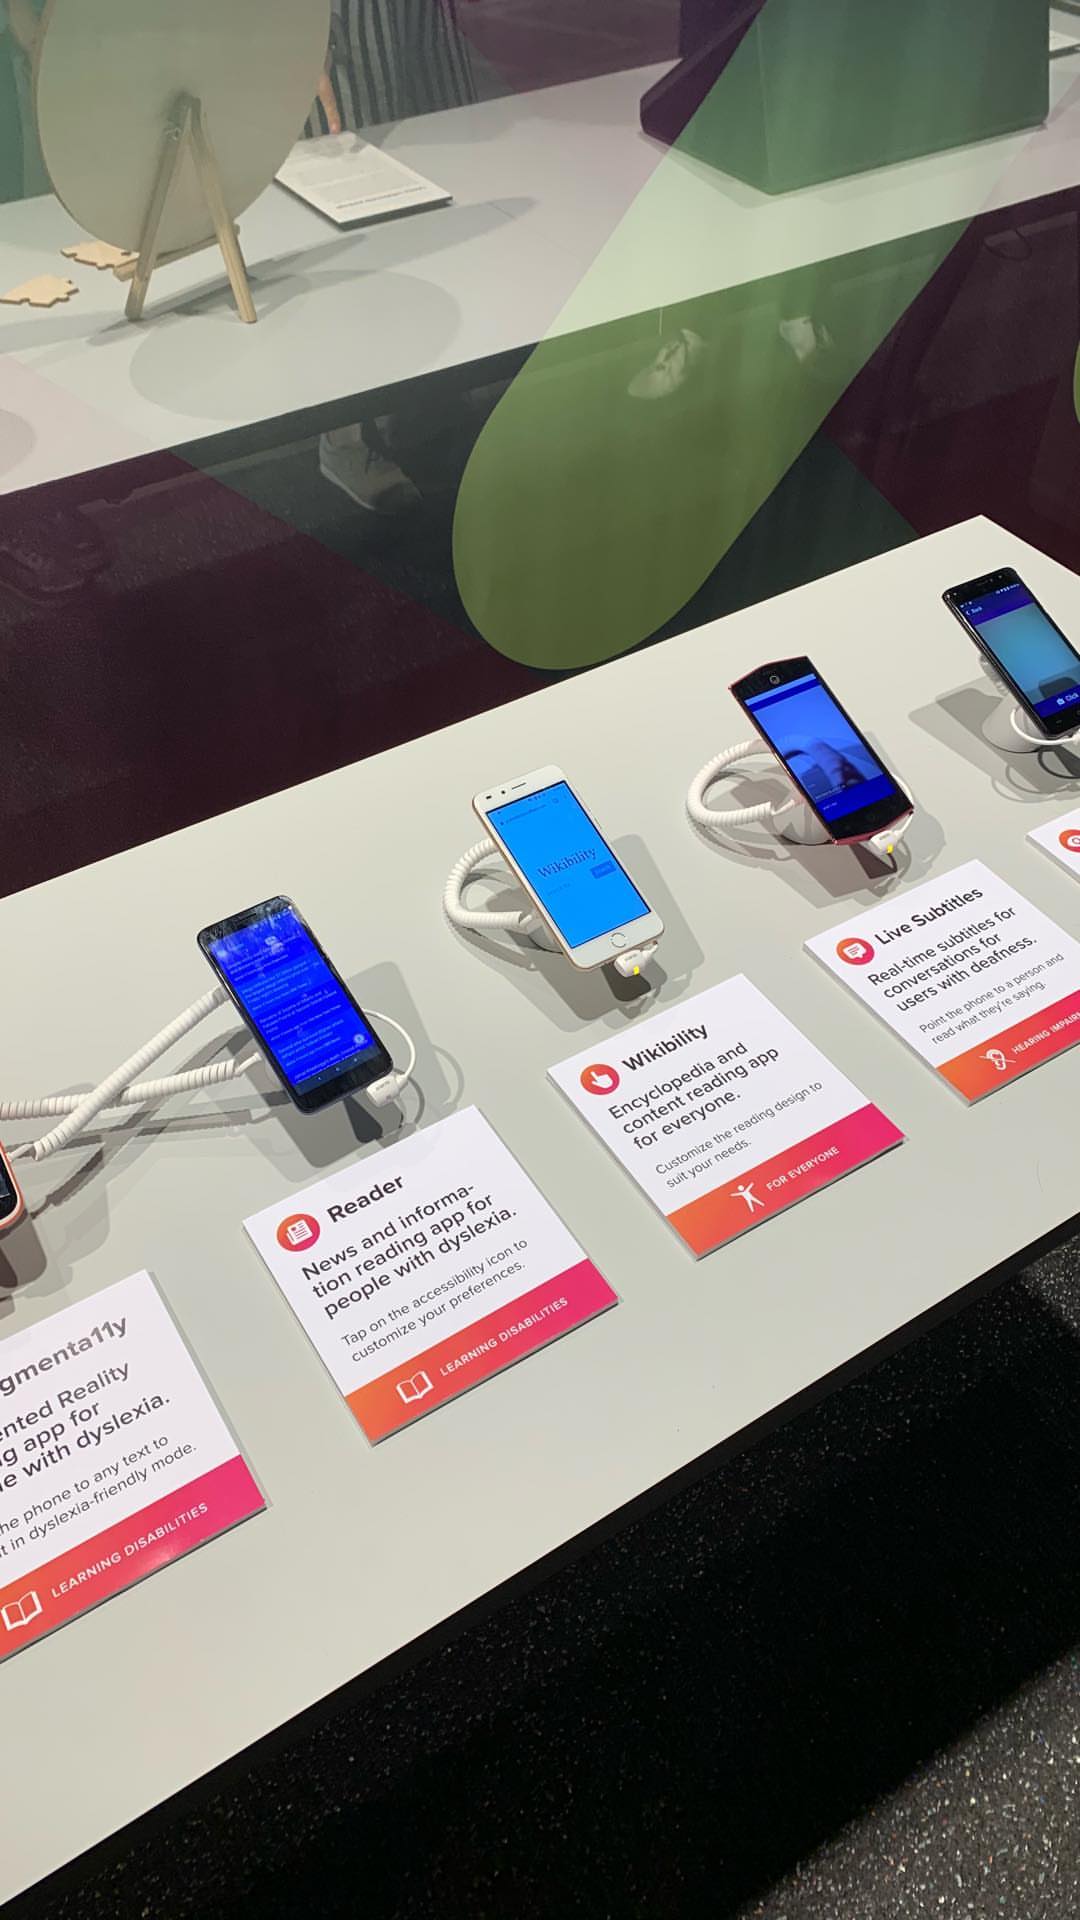 gmenta11y
nted Reality
g app for
e with dyslexia.
he phone to any text to
t in dyslexia-friendly mode.
LEARNING DISABILITIES
Reader
News and informa-
tion reading app for
people with dyslexia.
Tap on the accessibility icon to
customize your preferences.
LEARNING DISABILITIES
Wikibility
Wikibility
Encyclopedia and
content reading app
for everyone.
Customize the reading design to
suit your needs.
FOR EVERYONE
Live Subtitles
Real-time subtitles for
conversations for
users with deafness.
Point the phone to a person and
read what they're saying.
HEARING IMPAIRM
Back
Click